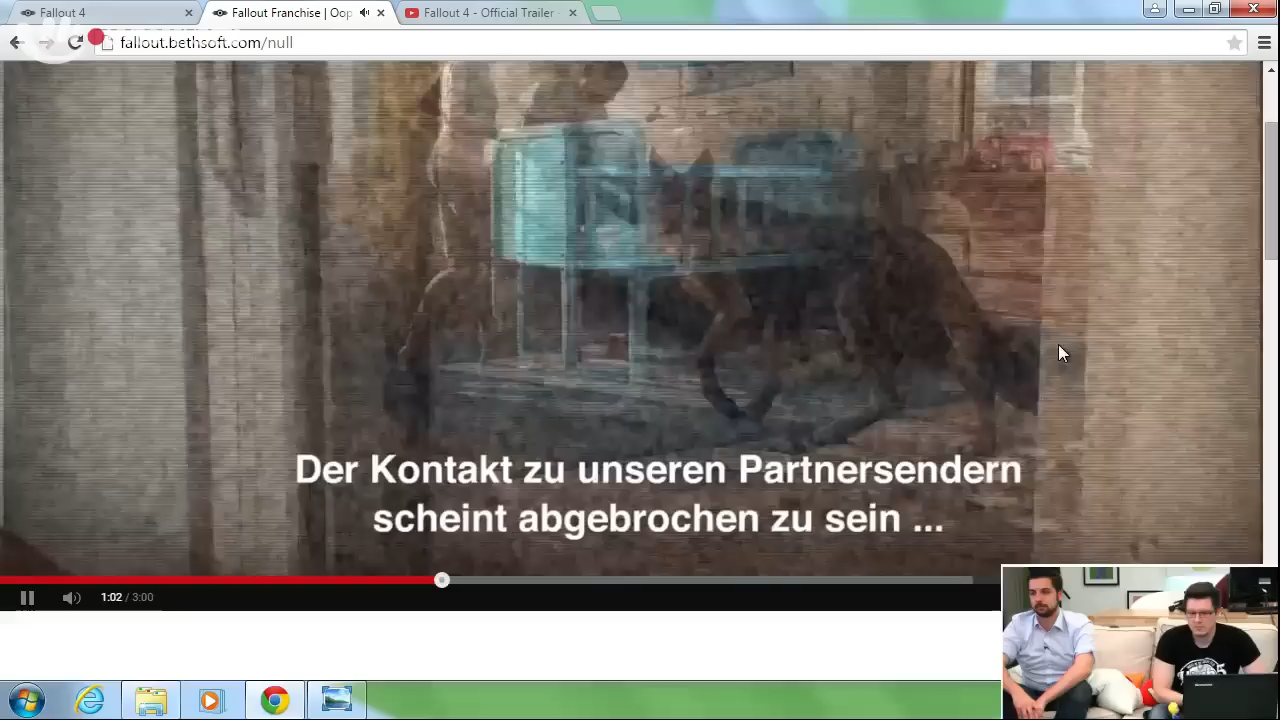 Fallout 4
Fallout Franchise | Oop
Fallout 4 - Official Trailer -
fallout.bethsoft.com/null
Der Kontakt zu unseren Partnersendern
scheint abgebrochen zu sein ...
1:02 / 3:00